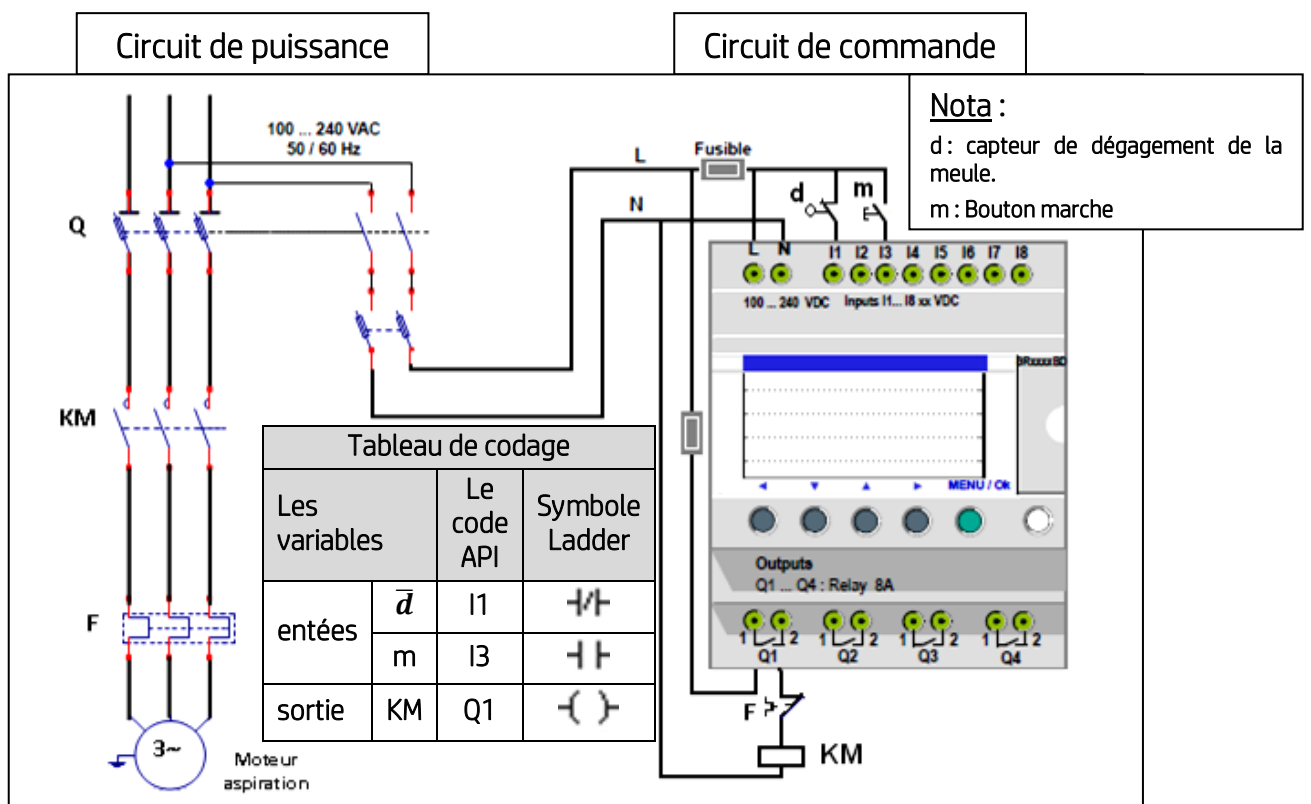 Circuit de puissance
Circuit de commande
Nota :
d : capteur de dégagement de la
meule.
m : Bouton marche
100 ... 240 VAC
50 / 60 Hz
L
Fusible
N
d
m
Q
L N I1 I2 I3 I4 I5 I6 I7 I8
100 ... 240 VDC Inputs I1... I8 xx VDC
3RxxxxBD
KM
MENU / Ok
Tableau de codage
Les
variables
Le
code
API
Symbole
Ladder
entées
d̅ I1
m I3
sortie KM Q1
Outputs
Q1 ... Q4 : Relay 8A
1 2 1 2 1 2 1 2
Q1 Q2 Q3 Q4
F
F
KM
3~
Moteur
aspiration